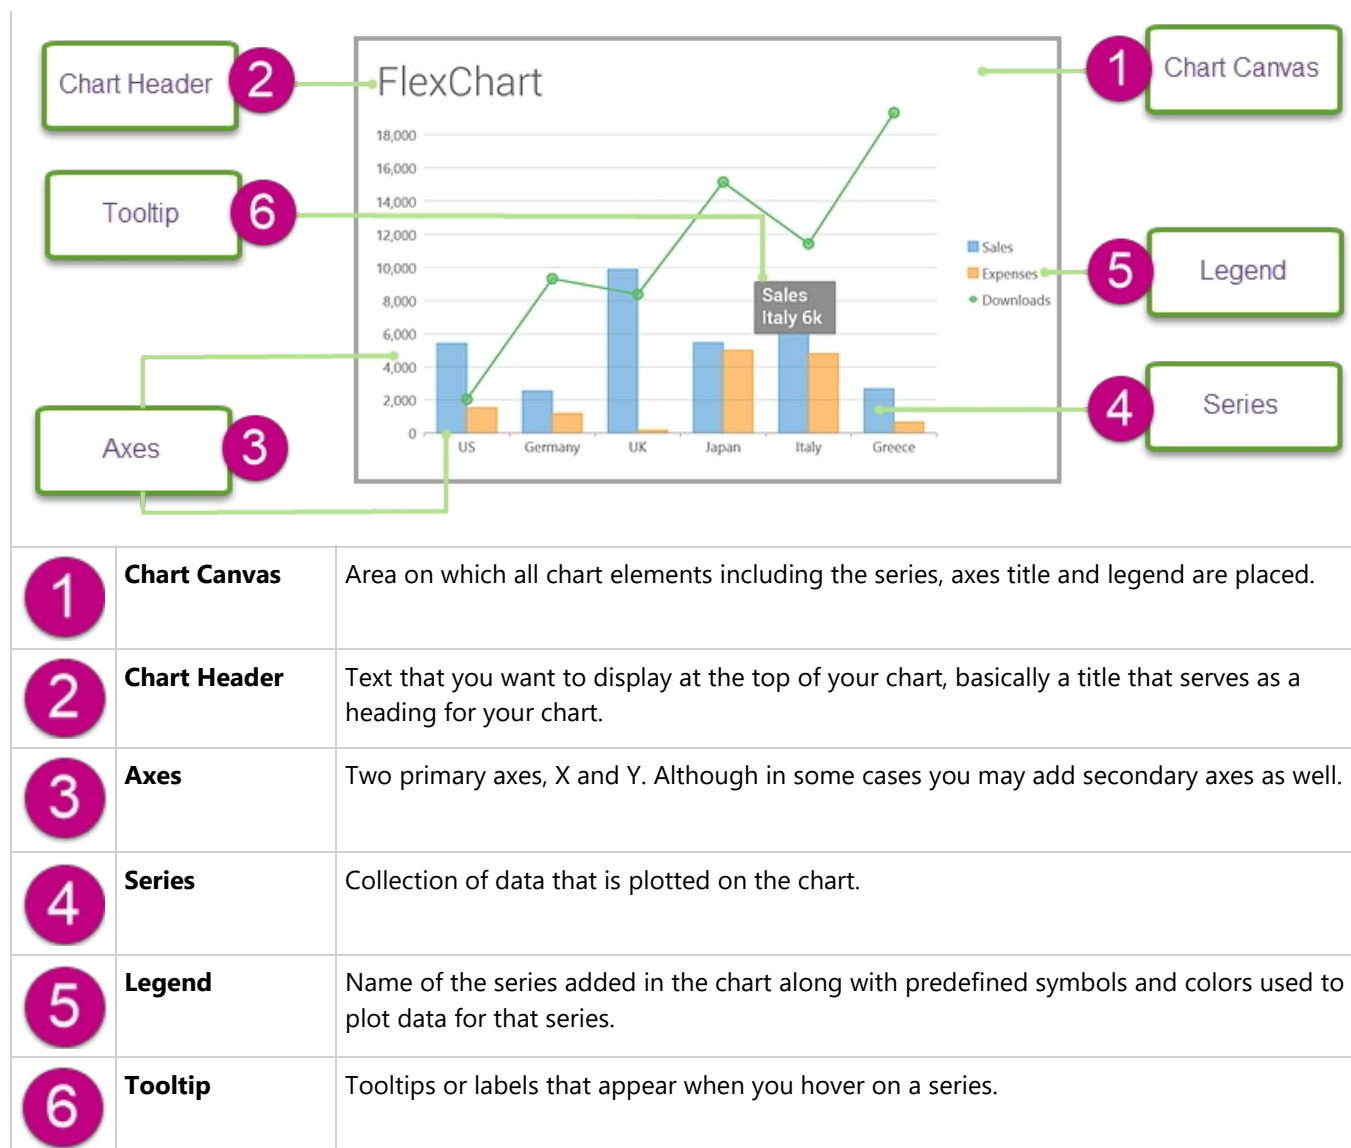 Chart Header
2
FlexChart
1
Chart Canvas
18,000
16,000
14,000
12,000
10,000
8,000
6,000
4,000
2,000
0
Tooltip
6
Sales
Italy 6k
Sales
Expenses
Downloads
5
Legend
4
Series
Axes
3
US
Germany
UK
Japan
Italy
Greece
1
Chart Canvas
Area on which all chart elements including the series, axes title and legend are placed.
2
Chart Header
Text that you want to display at the top of your chart, basically a title that serves as a
heading for your chart.
3
Axes
Two primary axes, X and Y. Although in some cases you may add secondary axes as well.
4
Series
Collection of data that is plotted on the chart.
5
Legend
Name of the series added in the chart along with predefined symbols and colors used to
plot data for that series.
6
Tooltip
Tooltips or labels that appear when you hover on a series.